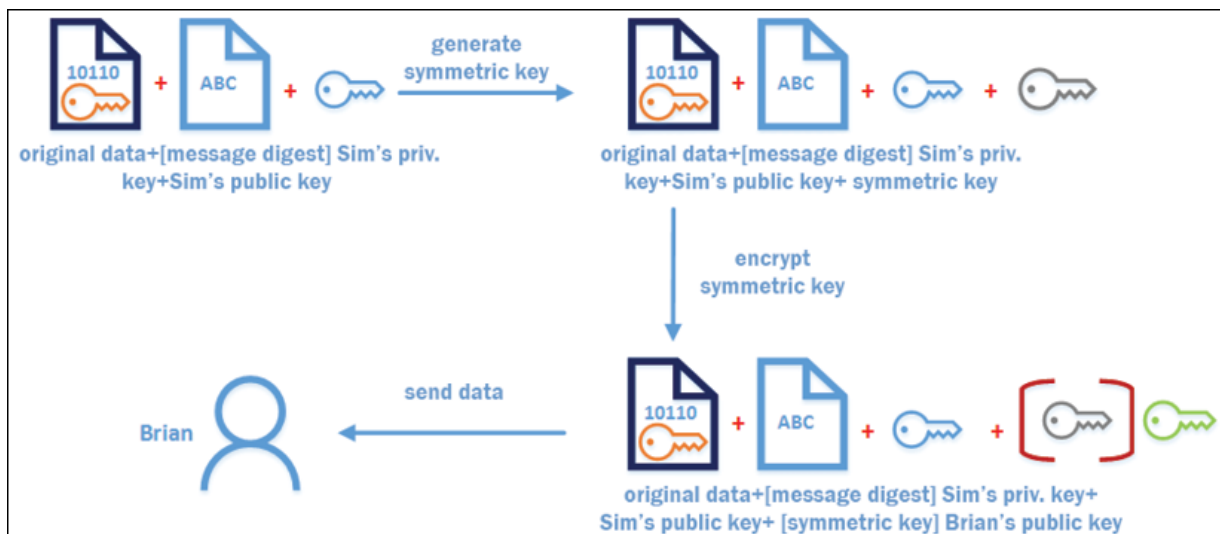 10110
+
ABC
+
generate
symmetric key
10110
+
ABC
+
+
original data+[message digest] Sim's priv.
key+Sim's public key
original data+[message digest] Sim's priv.
key+Sim's public key+ symmetric key
encrypt
symmetric key
Brian
send data
10110
+
ABC
+
+
original data+[message digest] Sim's priv. key+
Sim's public key+ [symmetric key] Brian's public key